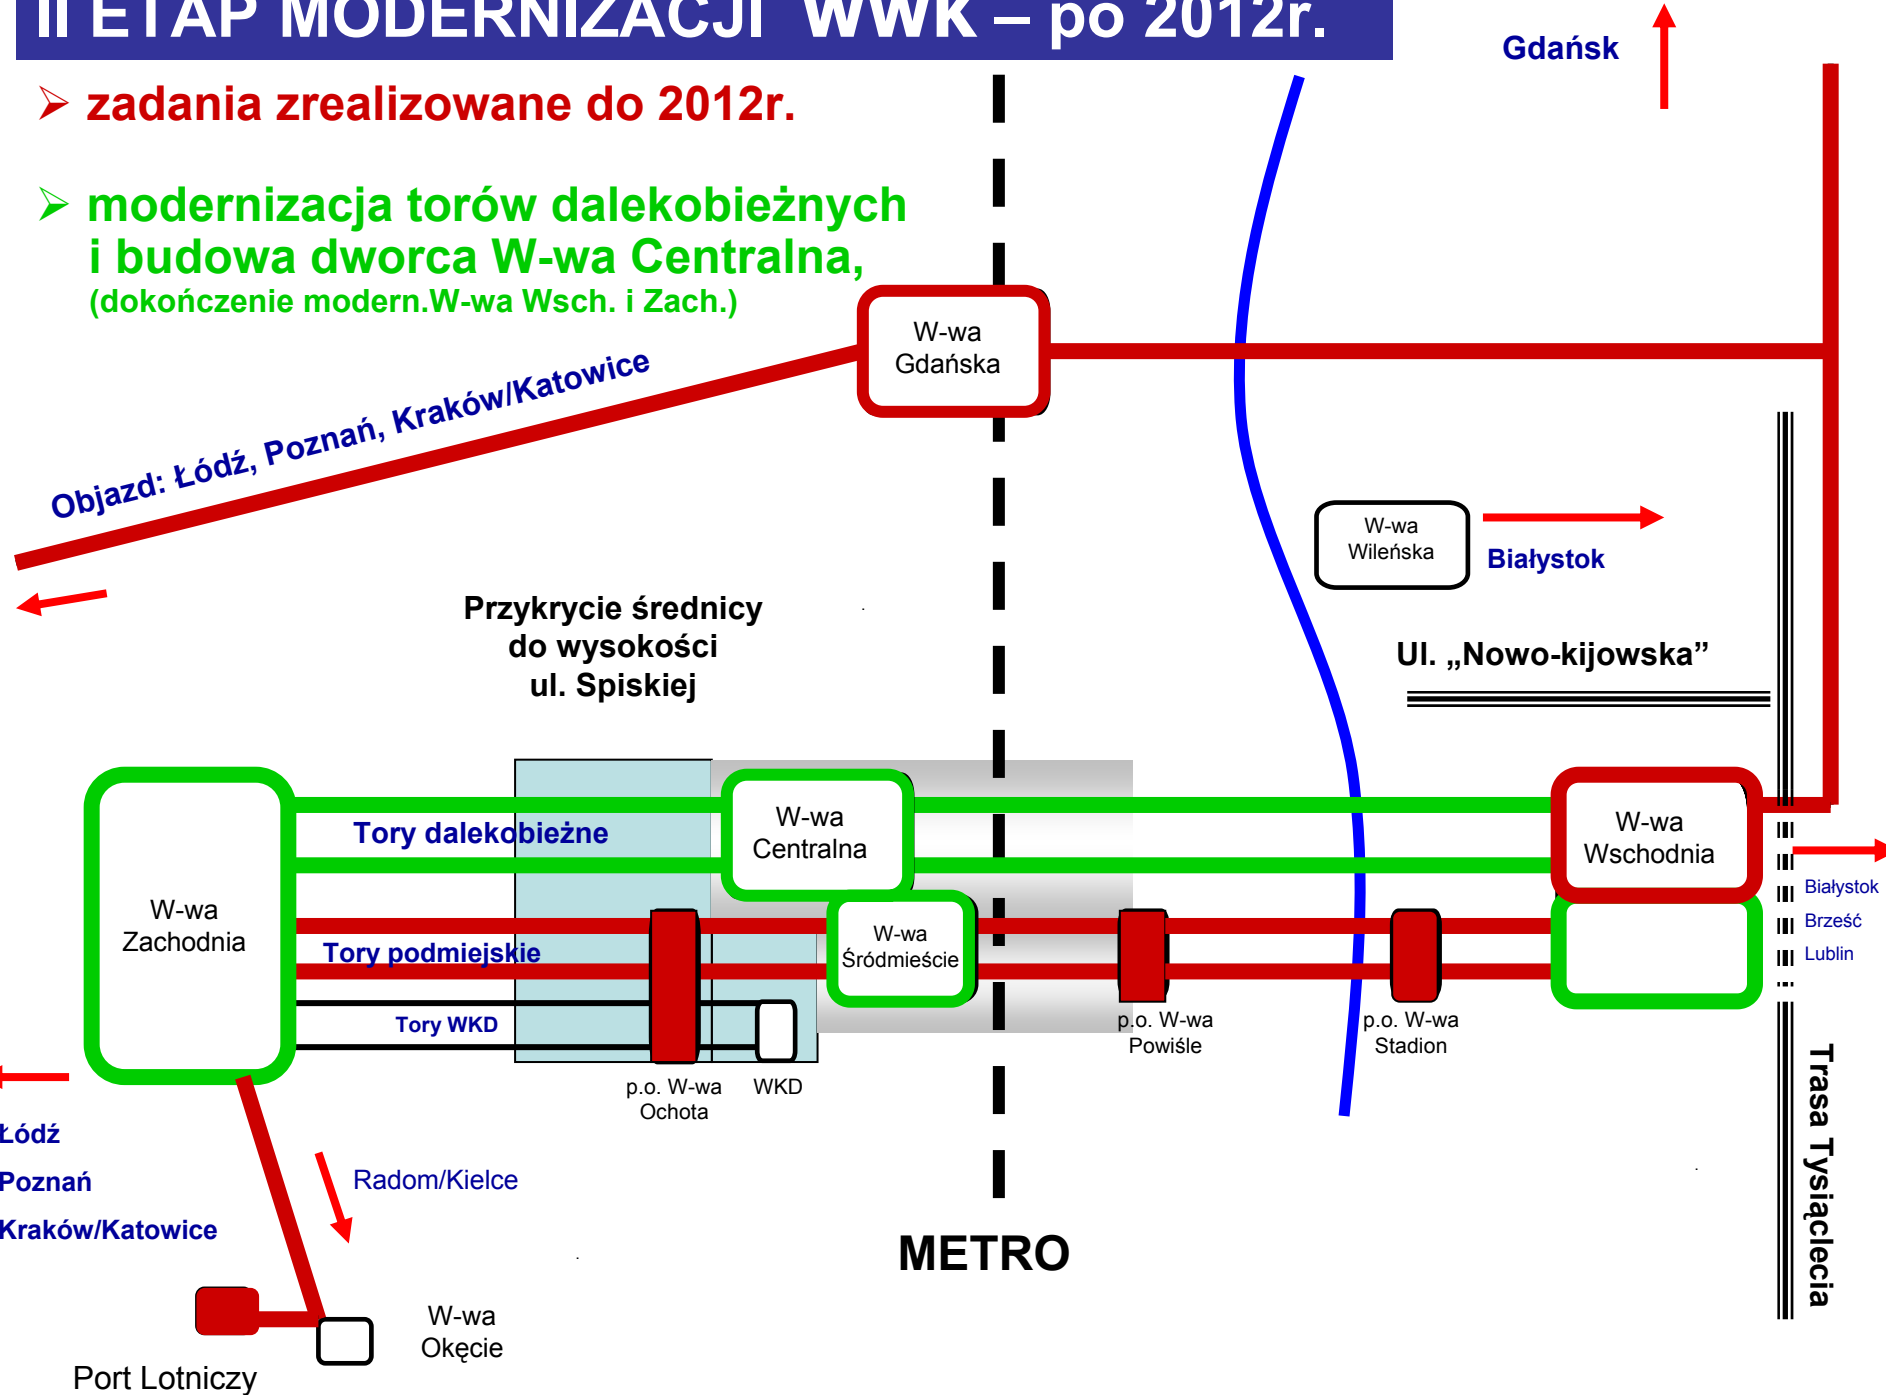 II ETAP MODERNIZACJI WWK – po 2012r.
zadania zrealizowane do 2012r.
modernizacja torów dalekobieżnych
i budowa dworca W-wa Centralna,
(dokończenie modern.W-wa Wsch. i Zach.)
Gdańsk
W-wa
Gdańska
Objazd: Łódź, Poznań, Kraków/Katowice
W-wa
Wileńska
Białystok
Przykrycie średnicy
do wysokości
ul. Spiskiej
Ul. „Nowo-kijowska”
W-wa
Zachodnia
Tory dalekobieżne
W-wa
Centralna
W-wa
Wschodnia
Tory podmiejskie
W-wa
Śródmieście
Białystok
Brześć
Lublin
Tory WKD
p.o. W-wa
Ochota
WKD
p.o. W-wa
Powiśle
p.o. W-wa
Stadion
Trasa Tysiąclecia
Łódź
Poznań
Kraków/Katowice
Radom/Kielce
METRO
W-wa
Okęcie
Port Lotniczy